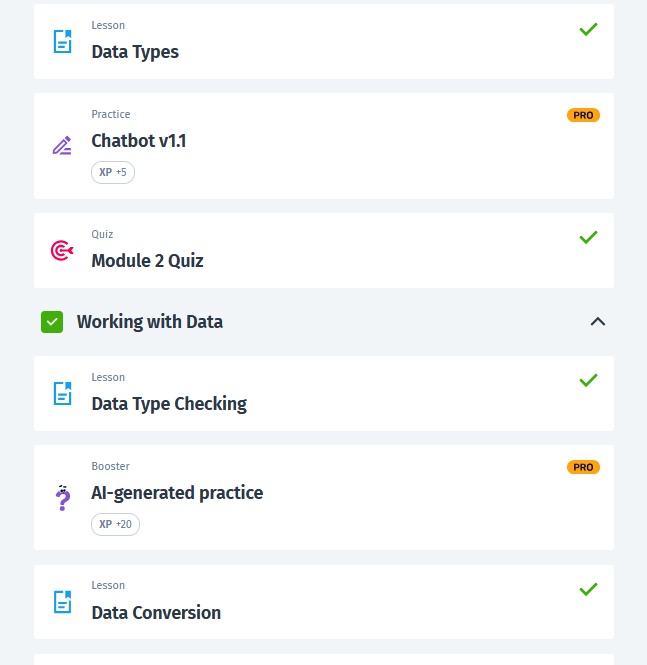 Lesson
Data Types
Practice
PRO
Chatbot v1.1
XP +5
Quiz
Module 2 Quiz
Working with Data
Lesson
Data Type Checking
Booster
PRO
AI-generated practice
XP +20
Lesson
Data Conversion